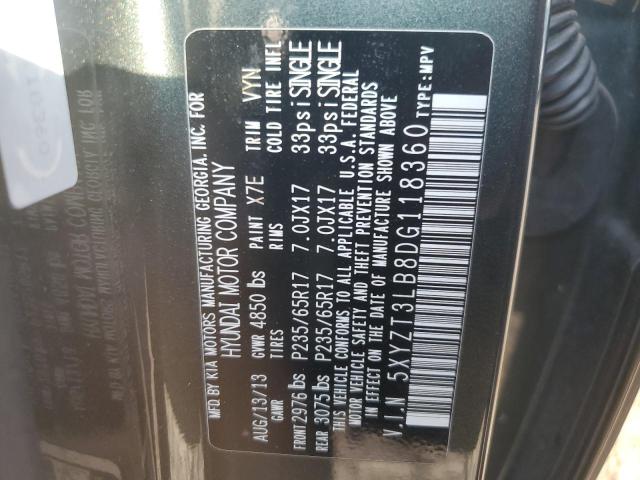 MFD.BY KIA MOTORS MANUFACTURING GEORGIA. INC. FOR
HYUNDAI MOTOR COMPANY
AUG/13/13 GVWR 4850 lbs PAINT X7E TRIM VYN
GAWR TIRES RIMS COLD TIRE INFL
FRONT 2976 lbs P235/65R17 7.0JX17 33psi SINGLE
REAR 3075 lbs P235/65R17 7.0JX17 33psi SINGLE
THIS VEHICLE CONFORMS TO ALL APPLICABLE U.S.A. FEDERAL
MOTOR VEHICLE SAFETY AND THEFT PREVENTION STANDARDS
IN EFFECT ON THE DATE OF MANUFACTURE SHOWN ABOVE
V.I.N 5XYZT3LB8DG118360 TYPE:MPV